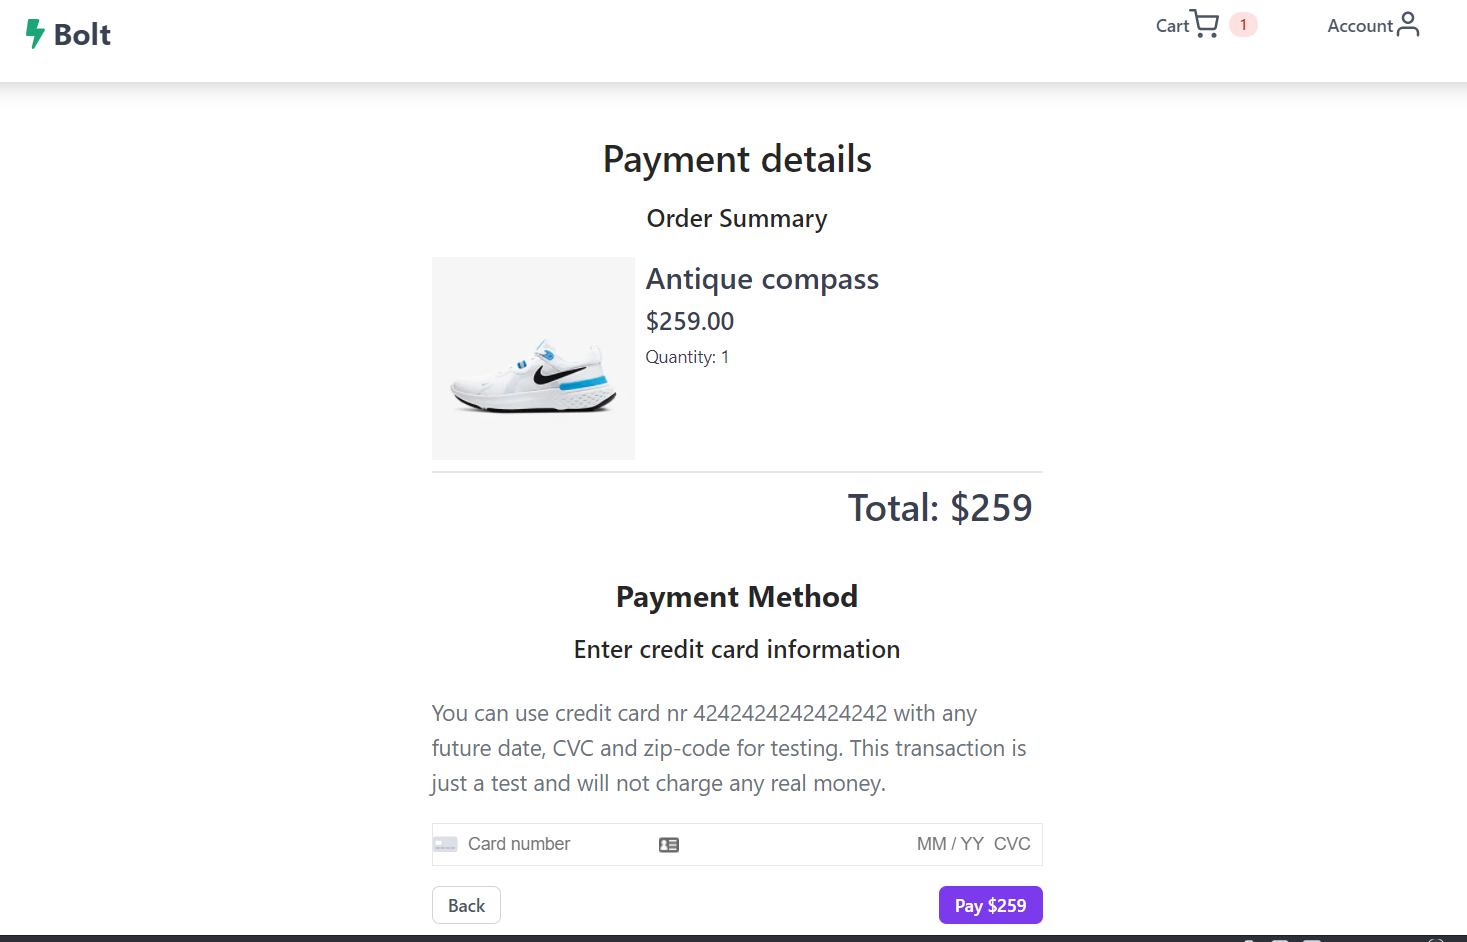 Bolt
Cart 1
Account
Payment details
Order Summary
Antique compass
$259.00
Quantity: 1
Total: $259
Payment Method
Enter credit card information
You can use credit card nr 4242424242424242 with any
future date, CVC and zip-code for testing. This transaction is
just a test and will not charge any real money.
Card number MM / YY CVC
Back Pay $259